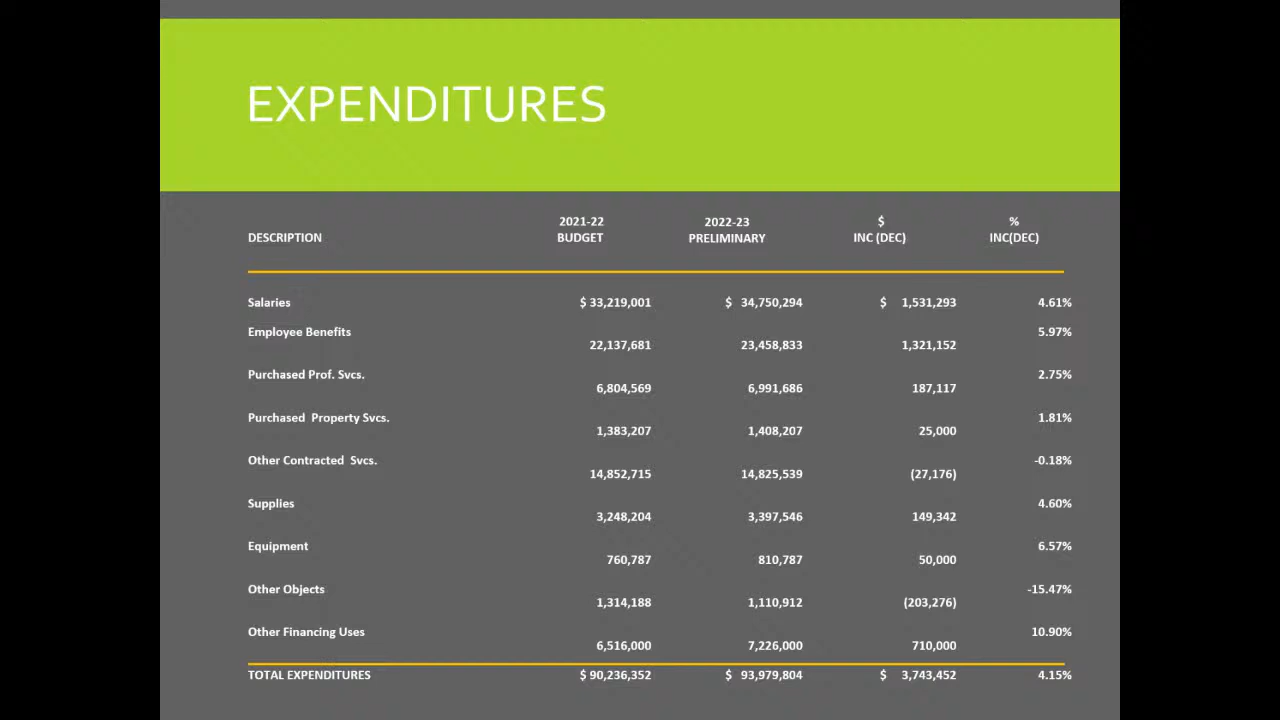 EXPENDITURES
DESCRIPTION 2021-22 BUDGET 2022-23 PRELIMINARY $ INC (DEC) % INC(DEC)
Salaries $ 33,219,001 $ 34,750,294 $ 1,531,293 4.61%
Employee Benefits 22,137,681 23,458,833 1,321,152 5.97%
Purchased Prof. Svcs. 6,804,569 6,991,686 187,117 2.75%
Purchased Property Svcs. 1,383,207 1,408,207 25,000 1.81%
Other Contracted Svcs. 14,852,715 14,825,539 (27,176) -0.18%
Supplies 3,248,204 3,397,546 149,342 4.60%
Equipment 760,787 810,787 50,000 6.57%
Other Objects 1,314,188 1,110,912 (203,276) -15.47%
Other Financing Uses 6,516,000 7,226,000 710,000 10.90%
TOTAL EXPENDITURES $ 90,236,352 $ 93,979,804 $ 3,743,452 4.15%